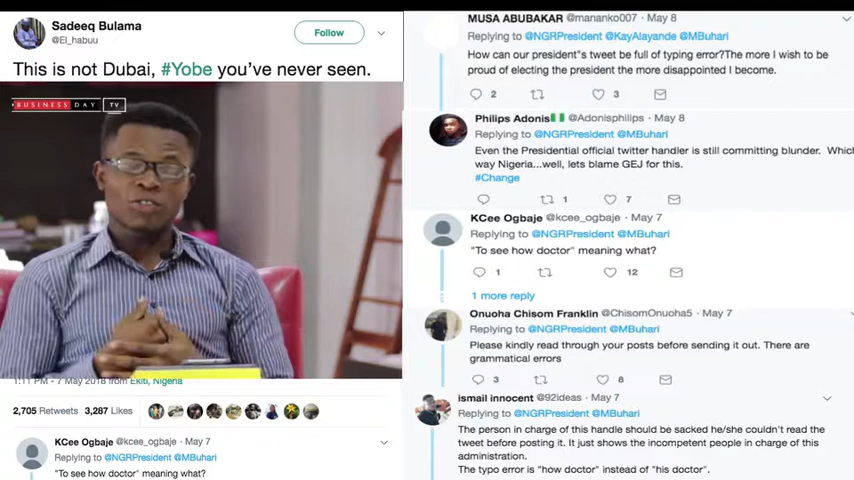 Sadeeq Bulama
@El_habuu
Follow
This is not Dubai, #Yobe you've never seen.
BUSINESS DAY TV
1:11 PM - 7 May 2018 from Ekiti, Nigeria
2,705 Retweets 3,287 Likes
KCee Ogbaje @kcee_ogbaje · May 7
Replying to @NGRPresident @MBuhari
"To see how doctor" meaning what?
MUSA ABUBAKAR @mananko007 · May 8
Replying to @NGRPresident @KayAlayande @MBuhari
How can our president"s tweet be full of typing error?The more I wish to be
proud of electing the president the more disappointed I become.
2 3
Philips Adonis @Adonisphilips · May 8
Replying to @NGRPresident @MBuhari
Even the Presidential official twitter handler is still committing blunder. Which
way Nigeria...well, lets blame GEJ for this.
#Change
1 7
KCee Ogbaje @kcee_ogbaje · May 7
Replying to @NGRPresident @MBuhari
"To see how doctor" meaning what?
1 12
1 more reply
Onuoha Chisom Franklin @ChisomOnuoha5 · May 7
Replying to @NGRPresident @MBuhari
Please kindly read through your posts before sending it out. There are
grammatical errors
3 8
ismail innocent @92ideas · May 7
Replying to @NGRPresident @MBuhari
The person in charge of this handle should be sacked he/she couldn't read the
tweet before posting it. It just shows the incompetent people in charge of this
administration.
The typo error is "how doctor" instead of "his doctor".